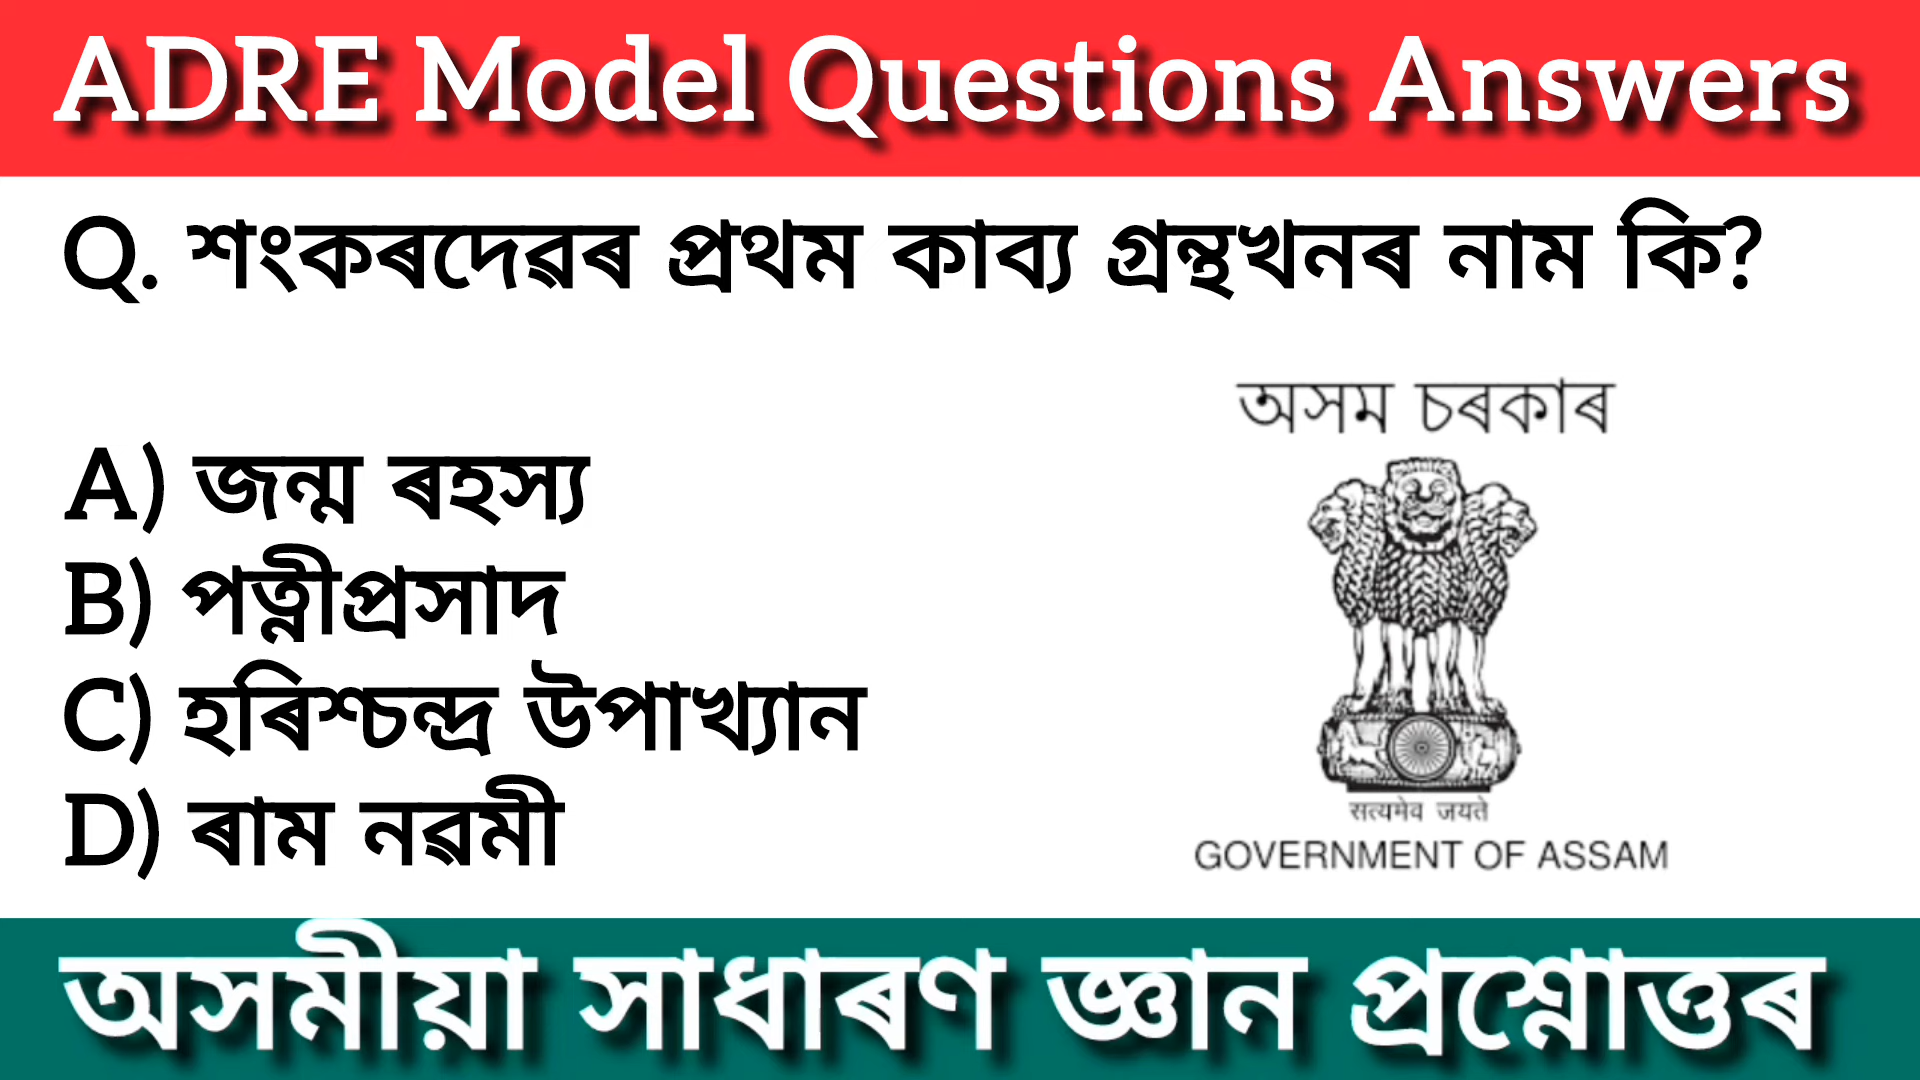 ADRE Model Questions Answers
Q. শংকৰদেৱৰ প্ৰথম কাব্য গ্ৰন্থখনৰ নাম কি?
A) জন্ম ৰহস্য
B) পত্নীপ্ৰসাদ
C) হৰিশ্চন্দ্ৰ উপাখ্যান
D) ৰাম নৱমী
অসম চৰকাৰ
सत्यमेव जयते
GOVERNMENT OF ASSAM
অসমীয়া সাধাৰণ জ্ঞান প্ৰশ্নোত্তৰ